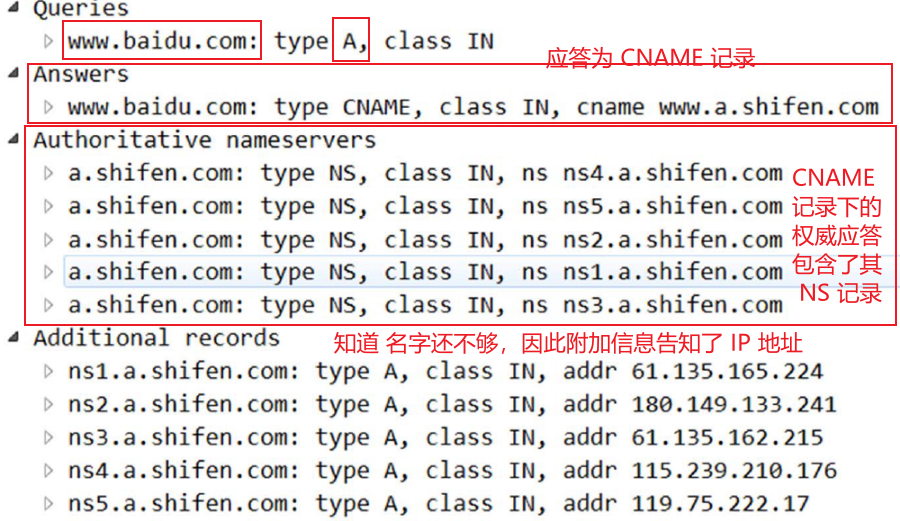 Queries
www.baidu.com: type A, class IN
应答为 CNAME 记录
Answers
www.baidu.com: type CNAME, class IN, cname www.a.shifen.com
Authoritative nameservers
a.shifen.com: type NS, class IN, ns ns4.a.shifen.com
a.shifen.com: type NS, class IN, ns ns5.a.shifen.com
a.shifen.com: type NS, class IN, ns ns2.a.shifen.com
a.shifen.com: type NS, class IN, ns ns1.a.shifen.com
a.shifen.com: type NS, class IN, ns ns3.a.shifen.com
CNAME
记录下的
权威应答
包含了其
NS 记录
Additional records
知道 名字还不够，因此附加信息告知了 IP 地址
ns1.a.shifen.com: type A, class IN, addr 61.135.165.224
ns2.a.shifen.com: type A, class IN, addr 180.149.133.241
ns3.a.shifen.com: type A, class IN, addr 61.135.162.215
ns4.a.shifen.com: type A, class IN, addr 115.239.210.176
ns5.a.shifen.com: type A, class IN, addr 119.75.222.17